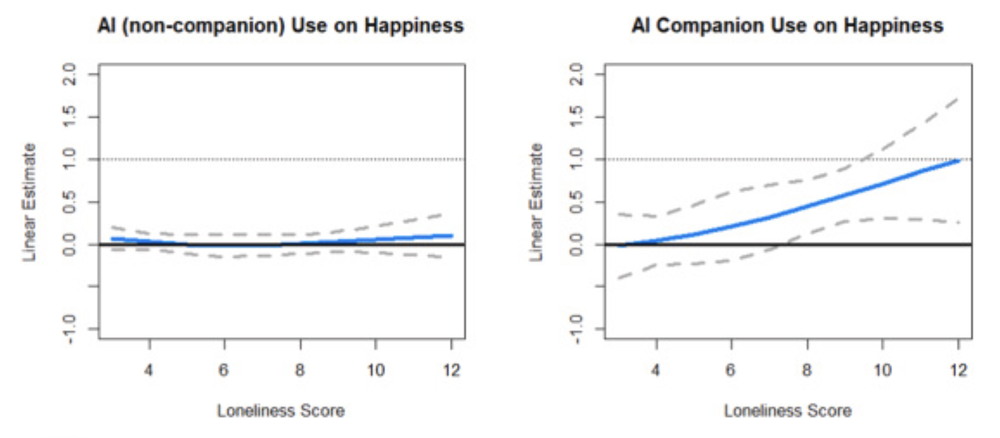 AI (non-companion) Use on Happiness
Linear Estimate
2.0
1.5
1.0
0.5
0.0
-1.0
4 6 8 10 12
Loneliness Score
AI Companion Use on Happiness
Linear Estimate
2.0
1.5
1.0
0.5
0.0
-1.0
4 6 8 10 12
Loneliness Score